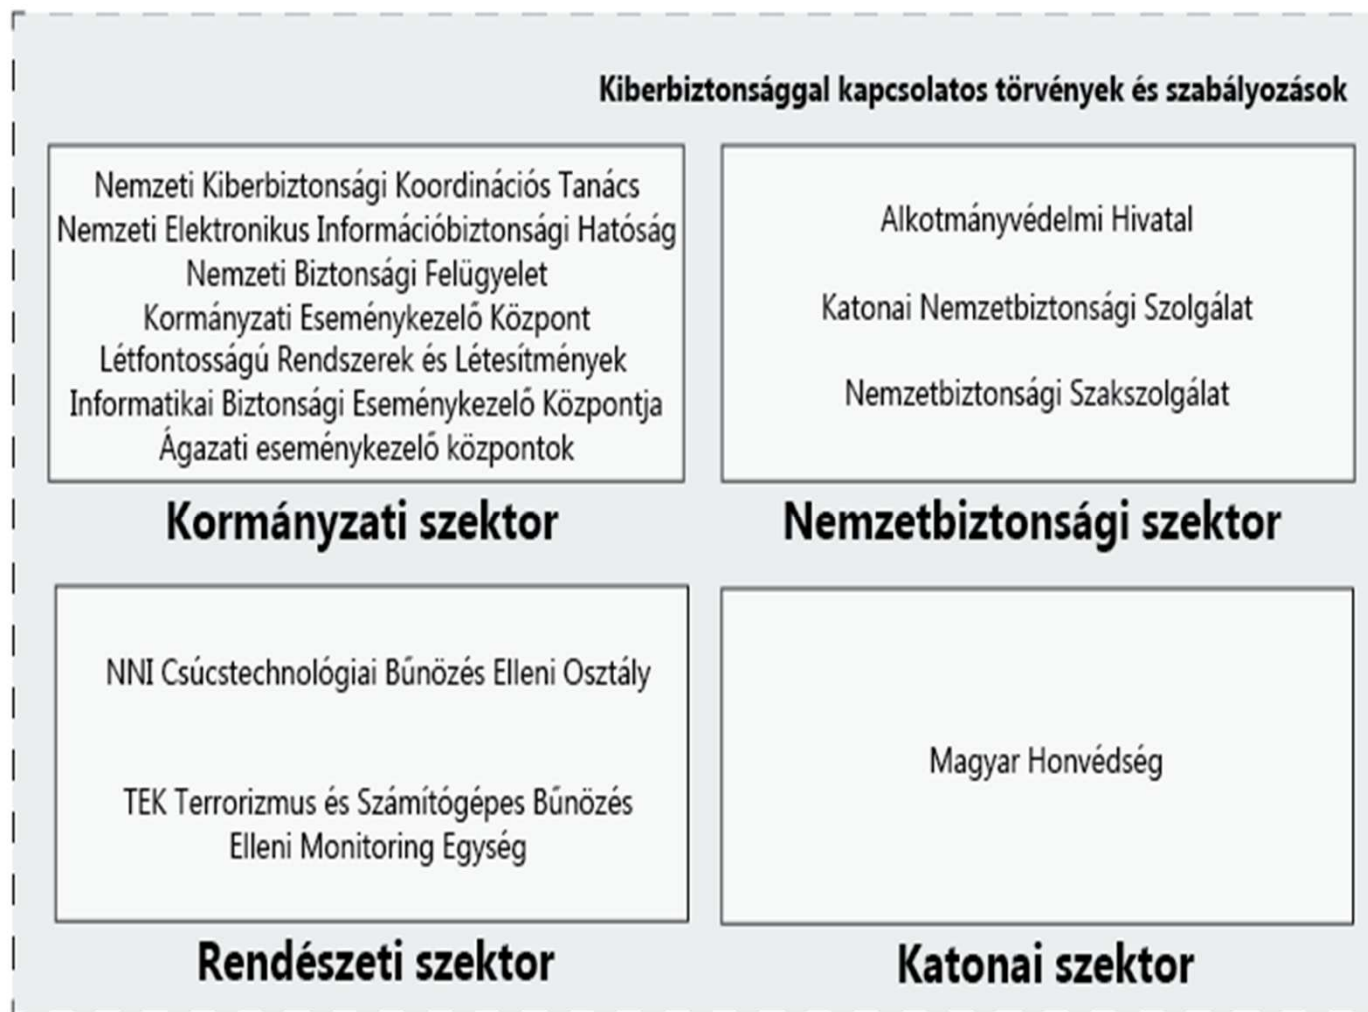 Kiberbiztonsággal kapcsolatos törvények és szabályozások
Nemzeti Kiberbiztonsági Koordinációs Tanács
Nemzeti Elektronikus Információbiztonsági Hatóság
Nemzeti Biztonsági Felügyelet
Kormányzati Eseménykezelő Központ
Létfontosságú Rendszerek és Létesítmények
Informatikai Biztonsági Eseménykezelő Központja
Ágazati eseménykezelő központok
Kormányzati szektor
Alkotmányvédelmi Hivatal
Katonai Nemzetbiztonsági Szolgálat
Nemzetbiztonsági Szakszolgálat
Nemzetbiztonsági szektor
NNI Csúcstechnológiai Bűnözés Elleni Osztály
TEK Terrorizmus és Számítógépes Bűnözés
Elleni Monitoring Egység
Rendészeti szektor
Magyar Honvédség
Katonai szektor